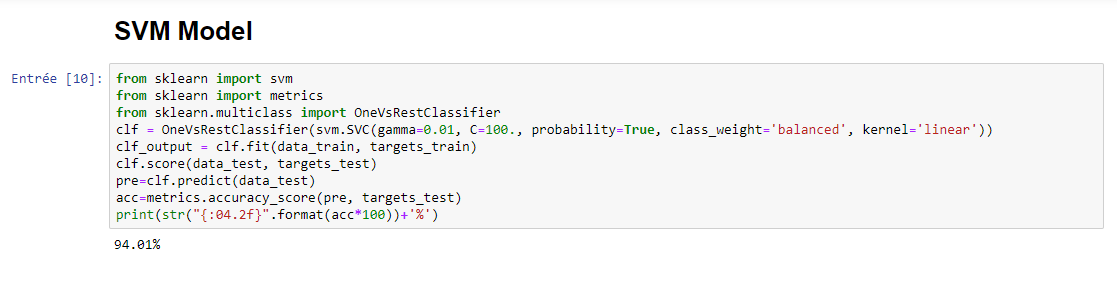 SVM Model
Entrée [10]:
from sklearn import svm
from sklearn import metrics
from sklearn.multiclass import OneVsRestClassifier
clf = OneVsRestClassifier(svm.SVC(gamma=0.01, C=100., probability=True, class_weight='balanced', kernel='linear'))
clf_output = clf.fit(data_train, targets_train)
clf.score(data_test, targets_test)
pre=clf.predict(data_test)
acc=metrics.accuracy_score(pre, targets_test)
print(str("{:04.2f}".format(acc*100))+'%')
94.01%